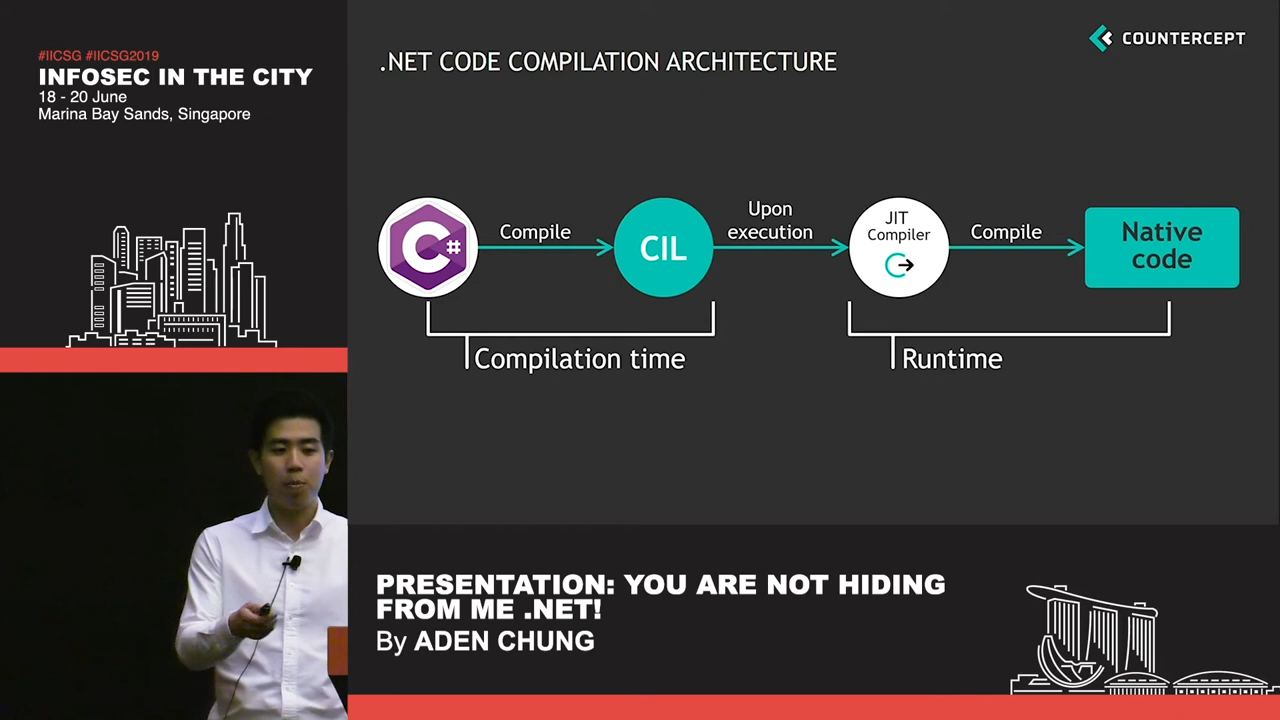 #IICSG #IICSG2019
INFOSEC IN THE CITY
18 - 20 June
Marina Bay Sands, Singapore
COUNTERCEPT
.NET CODE COMPILATION ARCHITECTURE
C#
Compile
CIL
Upon
execution
JIT
Compiler
Compile
Native
code
Compilation time
Runtime
PRESENTATION: YOU ARE NOT HIDING
FROM ME .NET!
By ADEN CHUNG